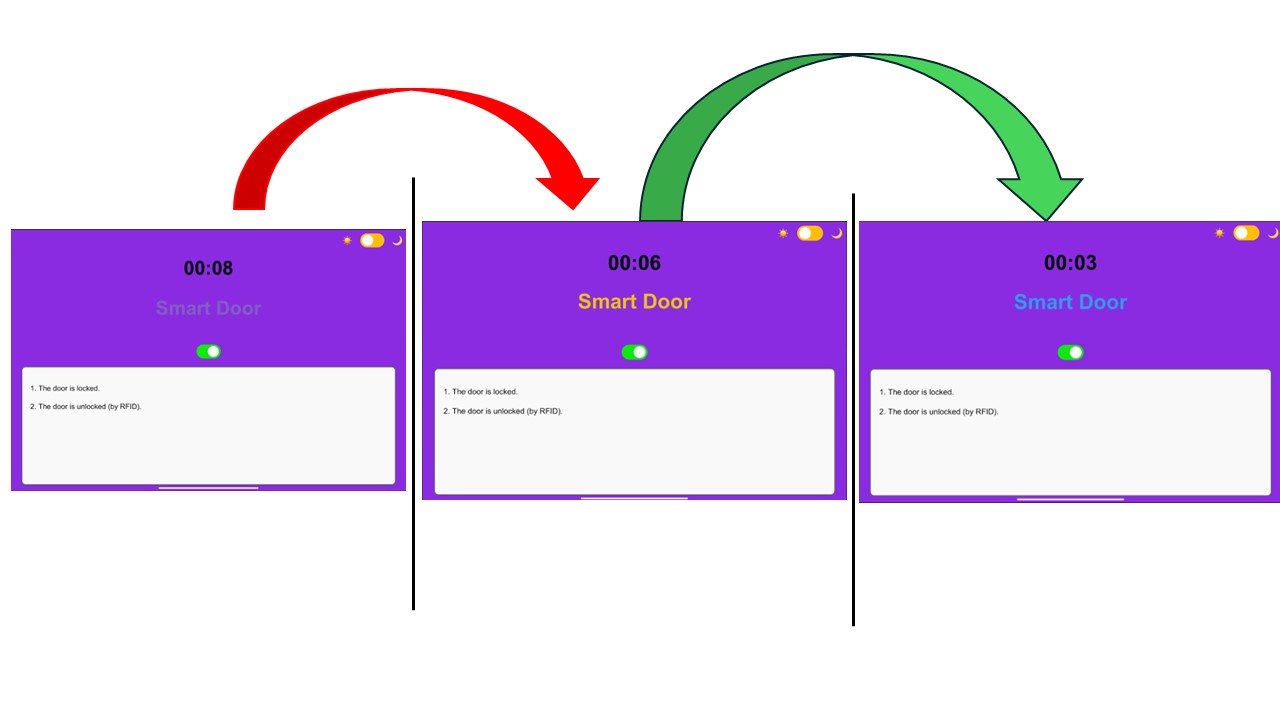 00:08
Smart Door
1. The door is locked.
2. The door is unlocked (by RFID).
00:06
Smart Door
1. The door is locked.
2. The door is unlocked (by RFID).
00:03
Smart Door
1. The door is locked.
2. The door is unlocked (by RFID).